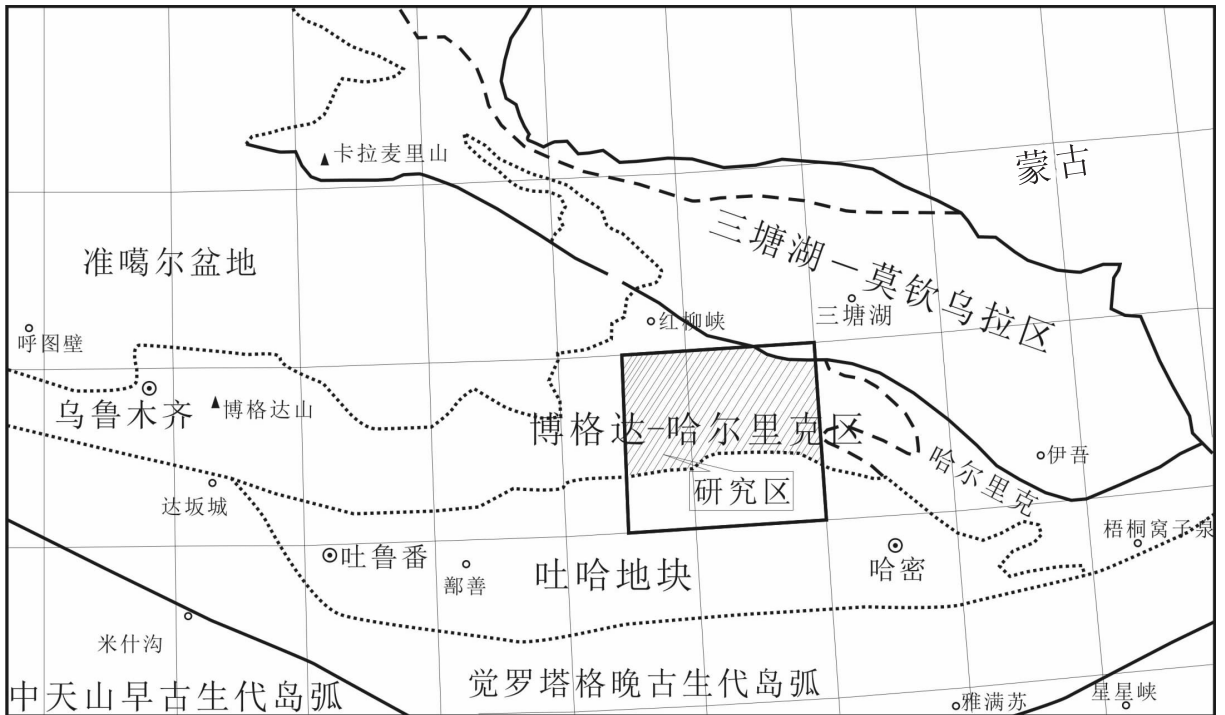 卡拉麦里山
蒙古
准噶尔盆地
三塘湖－莫钦乌拉区
呼图壁
红柳峡
三塘湖
乌鲁木齐
博格达山
博格达-哈尔里克区
哈尔里克
伊吾
达坂城
研究区
梧桐窝子泉
吐鲁番
鄯善
吐哈地块
哈密
米什沟
中天山早古生代岛弧
觉罗塔格晚古生代岛弧
雅满苏
星星峡